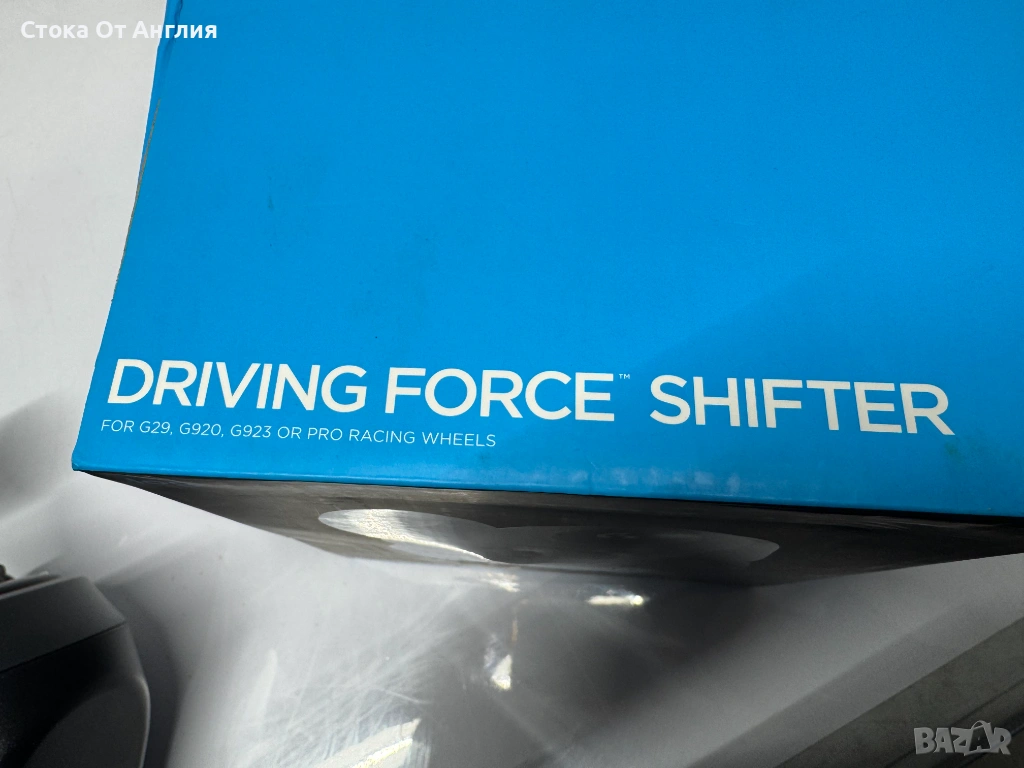 Стока От Англия
DRIVING FORCE™ SHIFTER
FOR G29, G920, G923 OR PRO RACING WHEELS
BAZAR